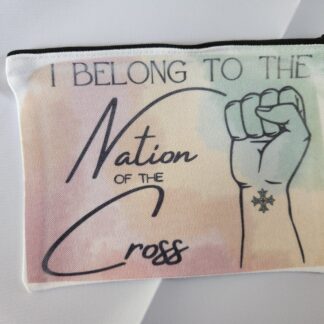 I BELONG TO THE
Nation
OF THE
Cross